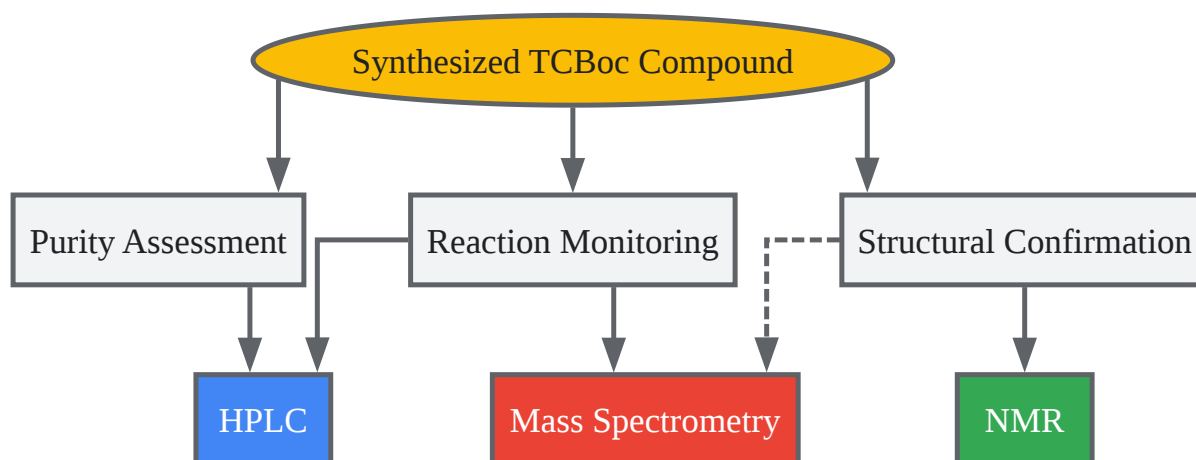 Synthesized TCBoc Compound
Purity Assessment
Reaction Monitoring
Structural Confirmation
HPLC
Mass Spectrometry
NMR